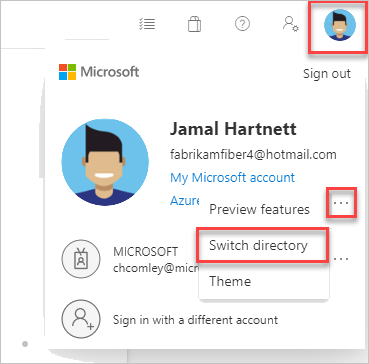 Microsoft
Sign out
Jamal Hartnett
fabrikamfiber4@hotmail.com
My Microsoft account
Azure
...
Preview features
Switch directory
Theme
MICROSOFT
chcomley@micr
...
Sign in with a different account